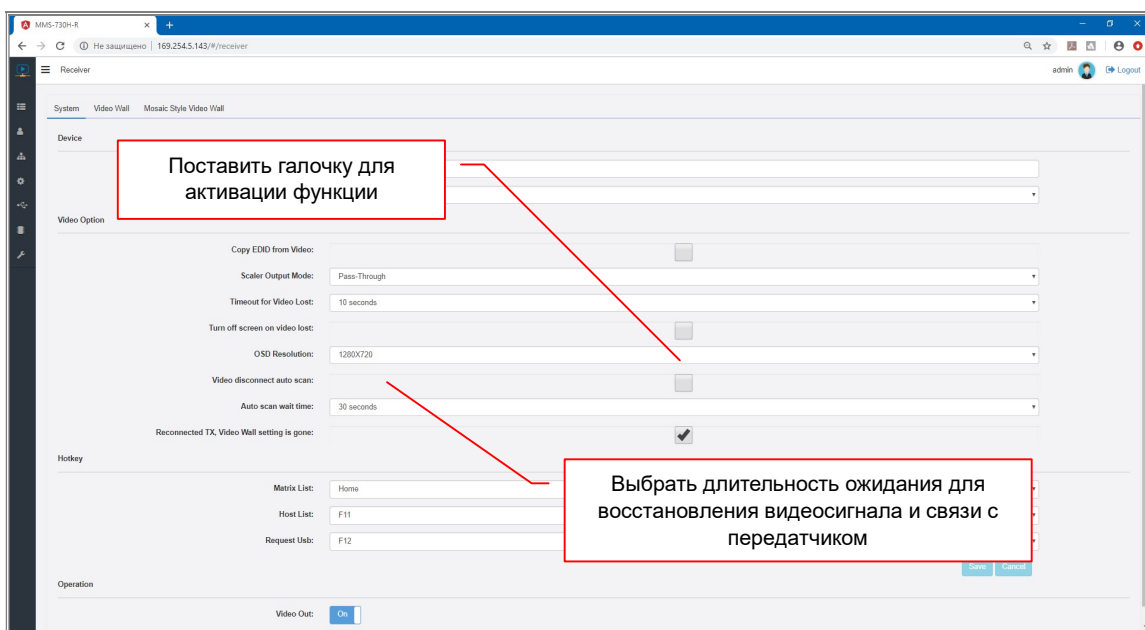 MMS-730H-R
Не защищено | 169.254.5.143/#/receiver
Receiver
admin
Logout
System Video Wall Mosaic Style Video Wall
Device
Поставить галочку для
активации функции
Video Option
Copy EDID from Video:
Scaler Output Mode: Pass-Through
Timeout for Video Lost: 10 seconds
Turn off screen on video lost:
OSD Resolution: 1280X720
Video disconnect auto scan:
Auto scan wait time: 30 seconds
Reconnected TX, Video Wall setting is gone:
Hotkey
Matrix List: Home
Host List: F11
Request Usb: F12
Выбрать длительность ожидания для
восстановления видеосигнала и связи с
передатчиком
Save Cancel
Operation
Video Out: On